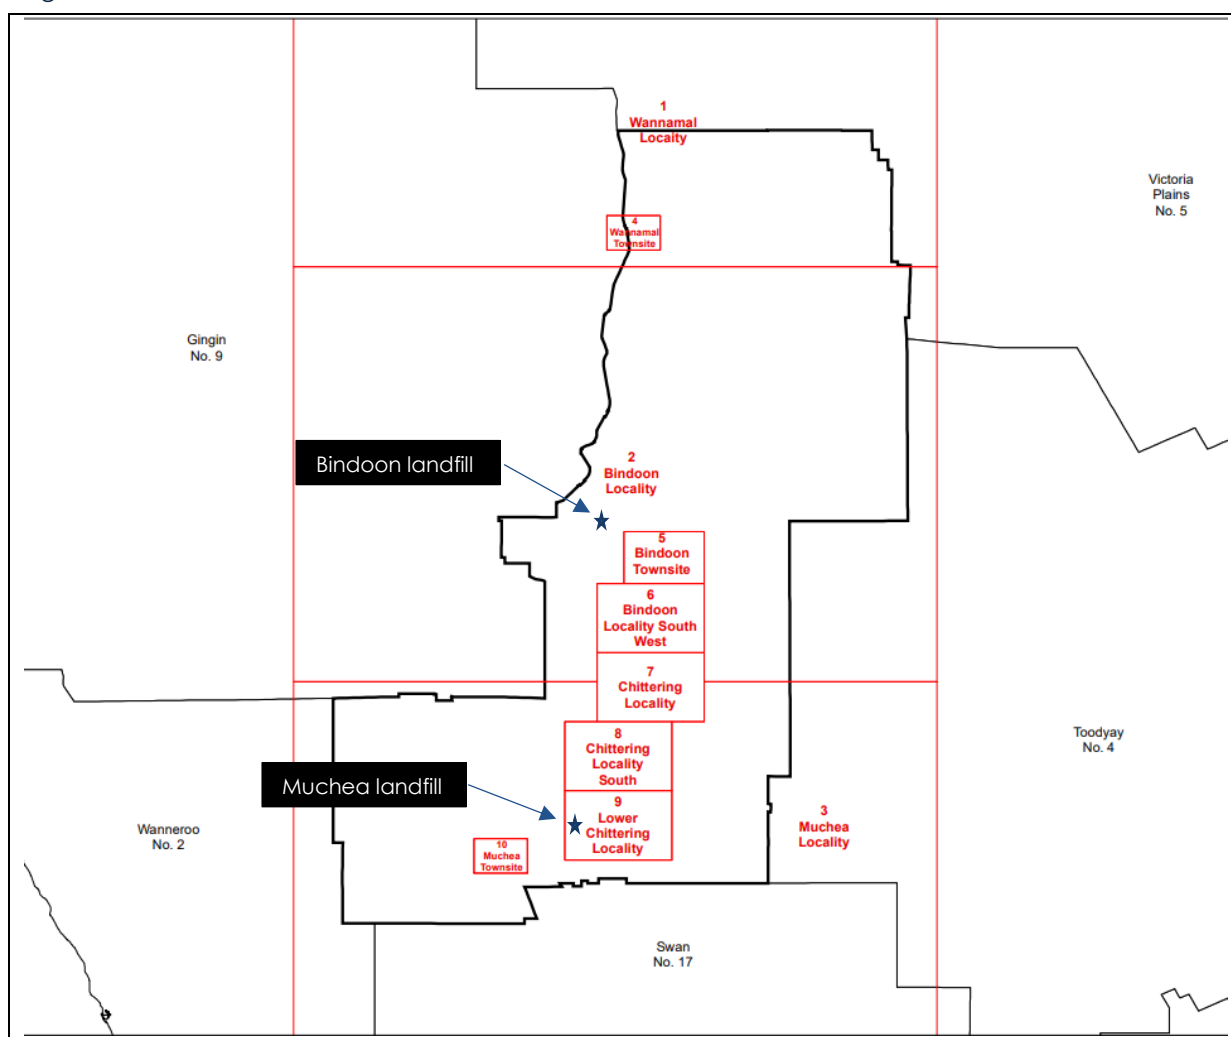 1
Wannamal
Locaity
Victoria
Plains
No. 5
4
Wannamal
Townsite
Gingin
No. 9
Bindoon landfill
2
Bindoon
Locality
5
Bindoon
Townsite
6
Bindoon
Locality South
West
7
Chittering
Locality
8
Chittering
Locality
South
Toodyay
No. 4
Muchea landfill
9
Lower
Chittering
Locality
3
Muchea
Locality
Wanneroo
No. 2
10
Muchea
Townsite
Swan
No. 17